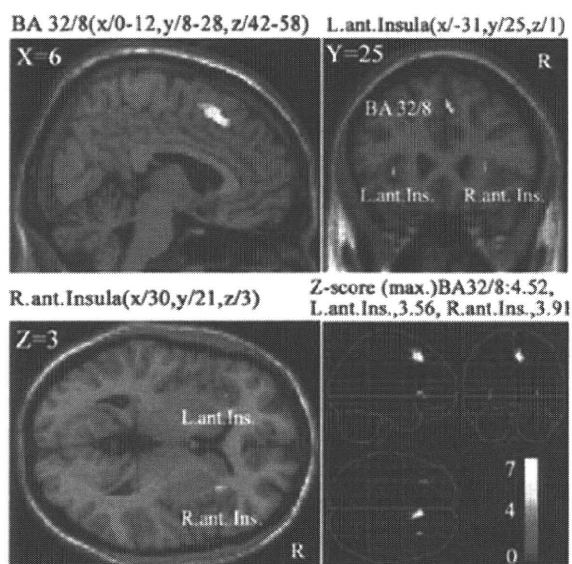 BA 32/8(x/0-12,y/8-28,z/42-58)
X=6
L.ant.Insula(x/-31,y/25,z/1)
Y=25
R
BA 32/8
L.ant.Ins.
R.ant. Ins.
R.ant.Insula(x/30,y/21,z/3)
Z=3
L.ant.Ins.
R.ant. Ins.
R
Z-score (max.)BA32/8:4.52,
L.ant.Ins.,3.56, R.ant.Ins.,3.91
7
4
0